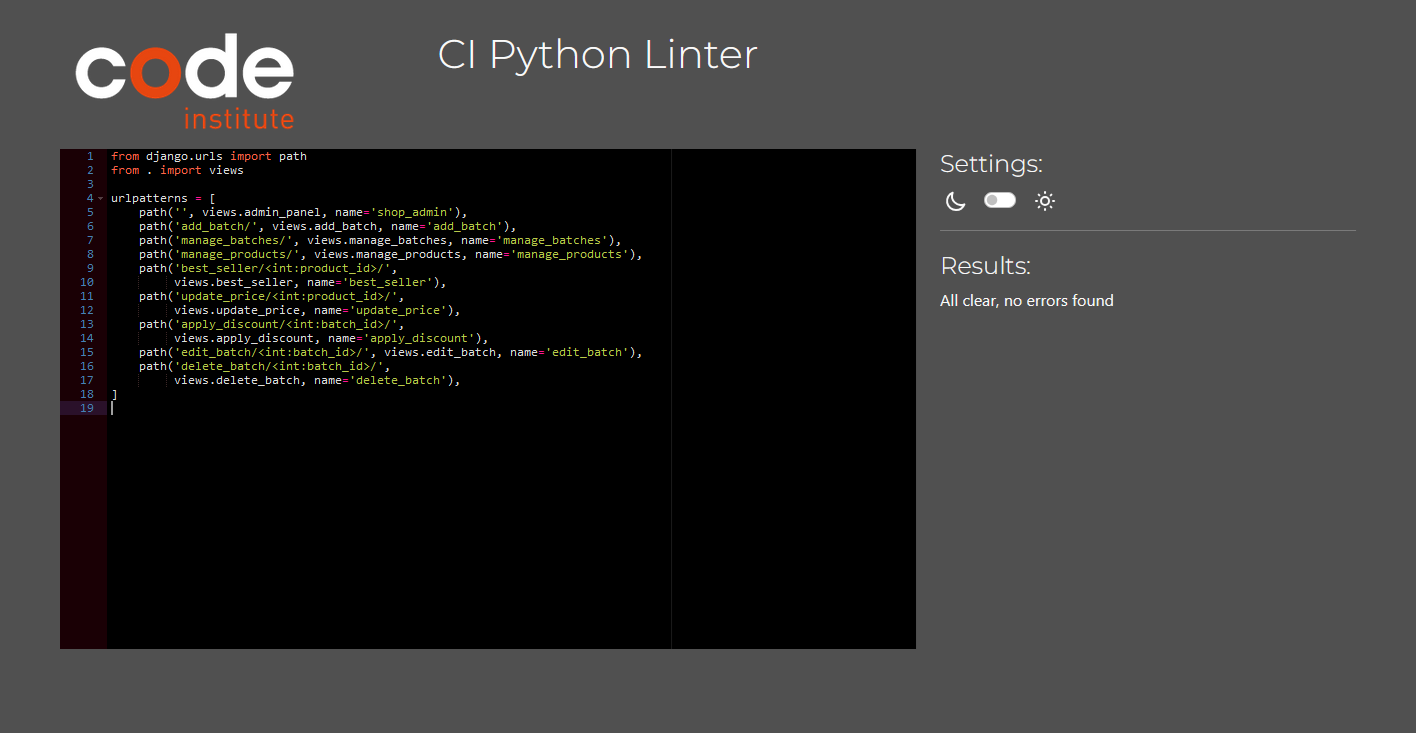 code
institute
CI Python Linter
1 from django.urls import path
2 from . import views
3
4 urlpatterns = [
5     path('', views.admin_panel, name='shop_admin'),
6     path('add_batch/', views.add_batch, name='add_batch'),
7     path('manage_batches/', views.manage_batches, name='manage_batches'),
8     path('manage_products/', views.manage_products, name='manage_products'),
9     path('best_seller/<int:product_id>/',
10          views.best_seller, name='best_seller'),
11     path('update_price/<int:product_id>/',
12          views.update_price, name='update_price'),
13     path('apply_discount/<int:batch_id>/',
14          views.apply_discount, name='apply_discount'),
15     path('edit_batch/<int:batch_id>/', views.edit_batch, name='edit_batch'),
16     path('delete_batch/<int:batch_id>/',
17          views.delete_batch, name='delete_batch'),
18 ]
19
Settings:
Results:
All clear, no errors found